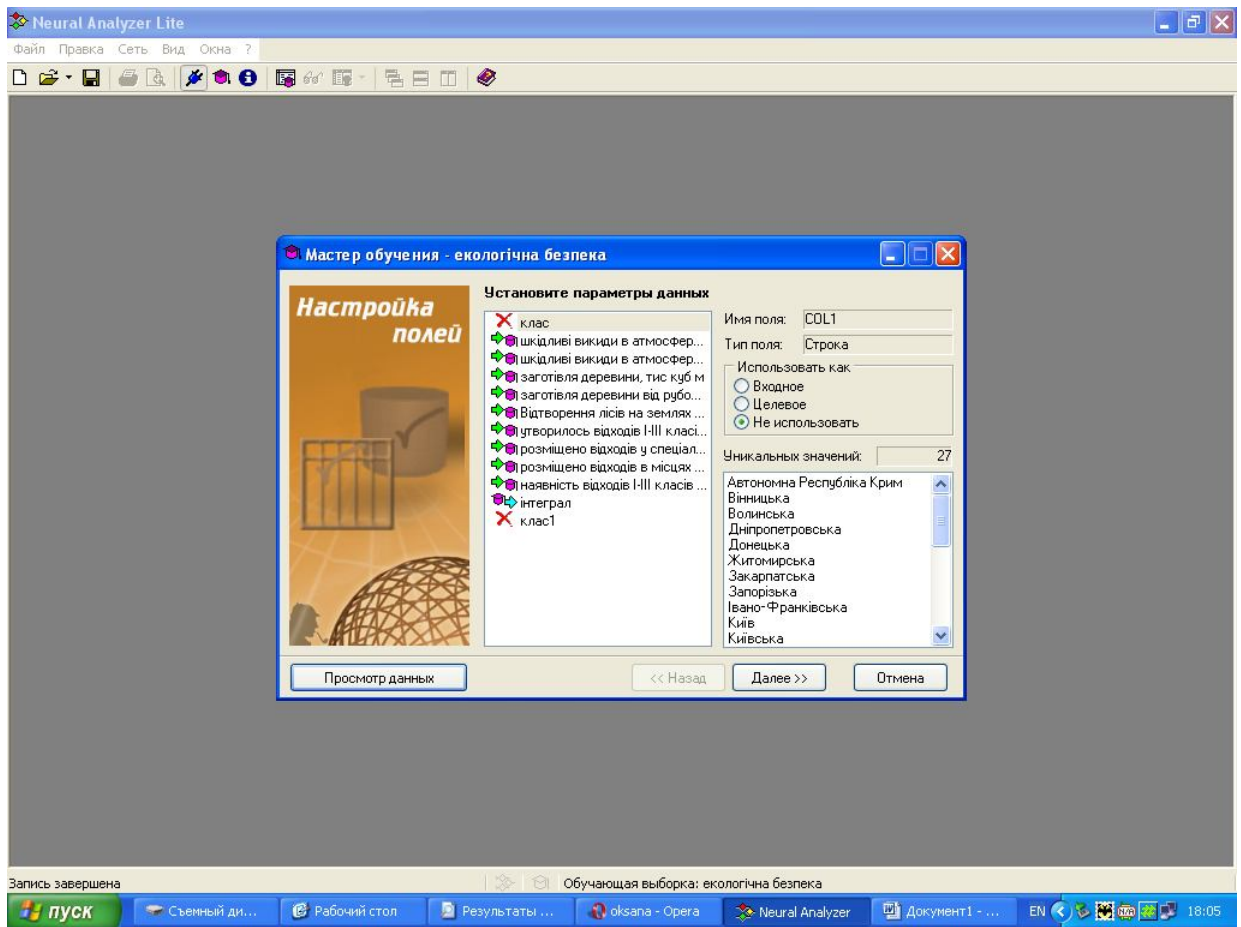 Neural Analyzer Lite
Файл Правка Сеть Вид Окна ?
Мастер обучения - екологічна безпека
Настройка
полей
Установите параметры данных
клас
шкідливі викиди в атмосфер...
шкідливі викиди в атмосфер...
заготівля деревини, тис куб м
заготівля деревини від рубо...
Відтворення лісів на землях ...
утворилось відходів І-ІІІ класі...
розміщено відходів у спеціал...
розміщено відходів в місцях ...
наявність відходів І-ІІІ класів ...
інтеграл
клас1
Имя поля: COL1
Тип поля: Строка
Использовать как
Входное
Целевое
Не использовать
Уникальных значений: 27
Автономна Республіка Крим
Вінницька
Волинська
Дніпропетровська
Донецька
Житомирська
Закарпатська
Запорізька
Івано-Франківська
Київ
Київська
Просмотр данных
<< Назад
Далее >>
Отмена
Запись завершена
Обучающая выборка: екологічна безпека
пуск
Съемный ди...
Рабочий стол
Результаты ...
oksana - Opera
Neural Analyzer
Документ1 - ...
EN
18:05